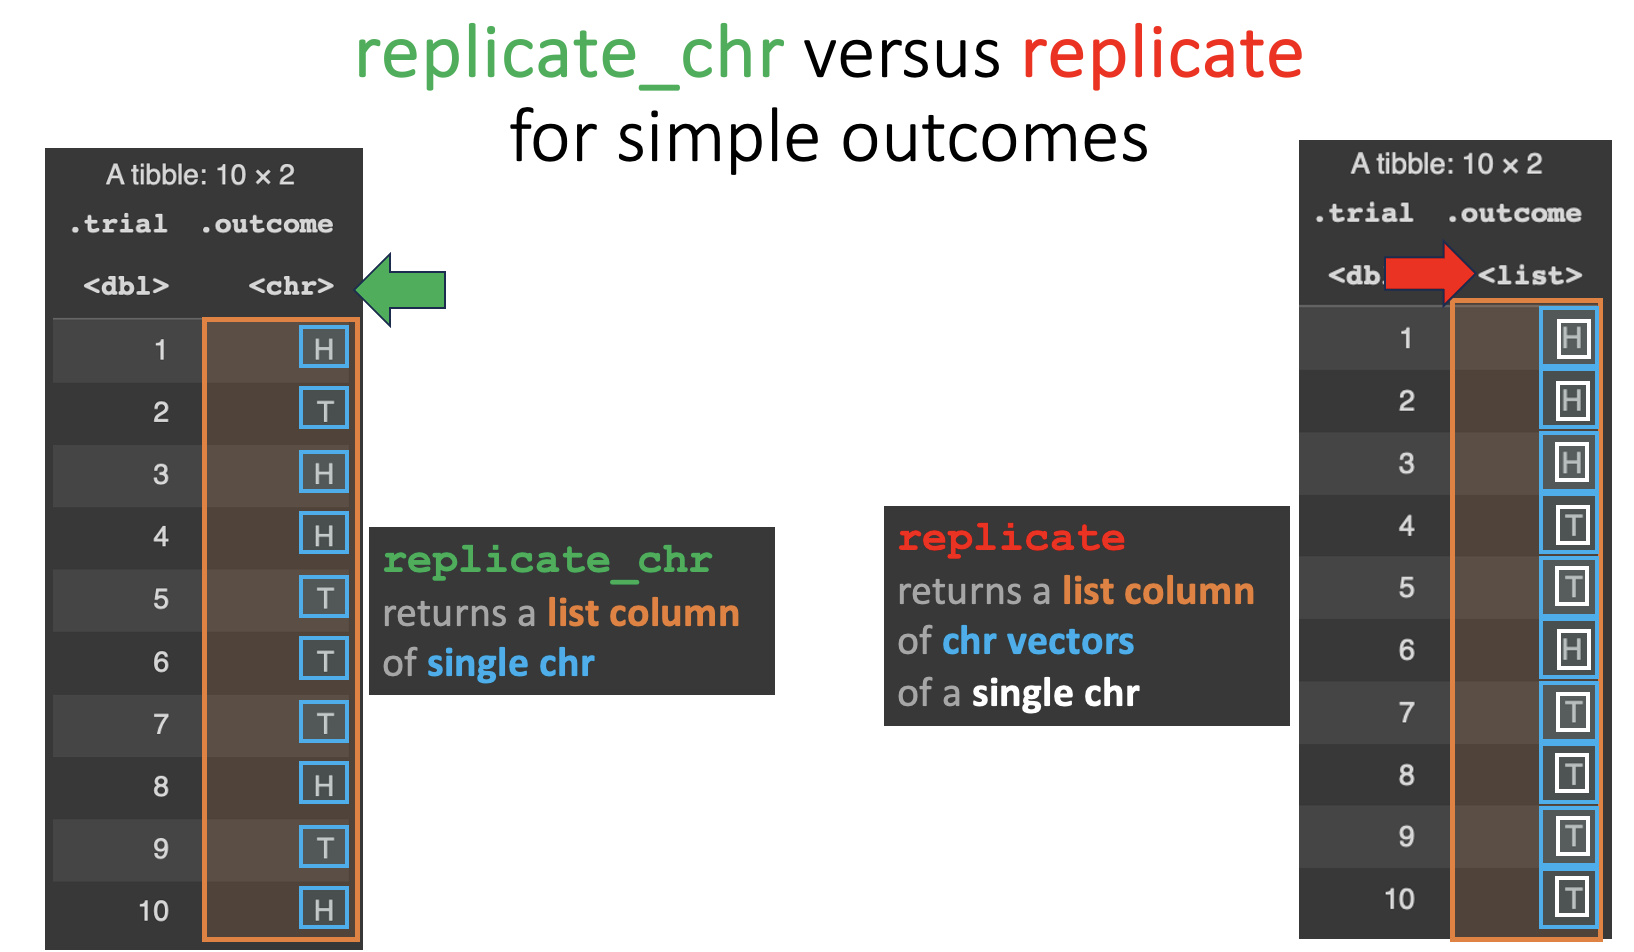 replicate_chr versus replicate
for simple outcomes
A tibble: 10 × 2
.trial .outcome
<dbl> <chr>
1 H
2 T
3 H
4 H
5 T
6 T
7 T
8 H
9 T
10 H
replicate_chr
returns a list column
of single chr
replicate
returns a list column
of chr vectors
of a single chr
A tibble: 10 × 2
.trial .outcome
<db. <list>
1 H
2 H
3 H
4 T
5 T
6 H
7 T
8 T
9 T
10 T